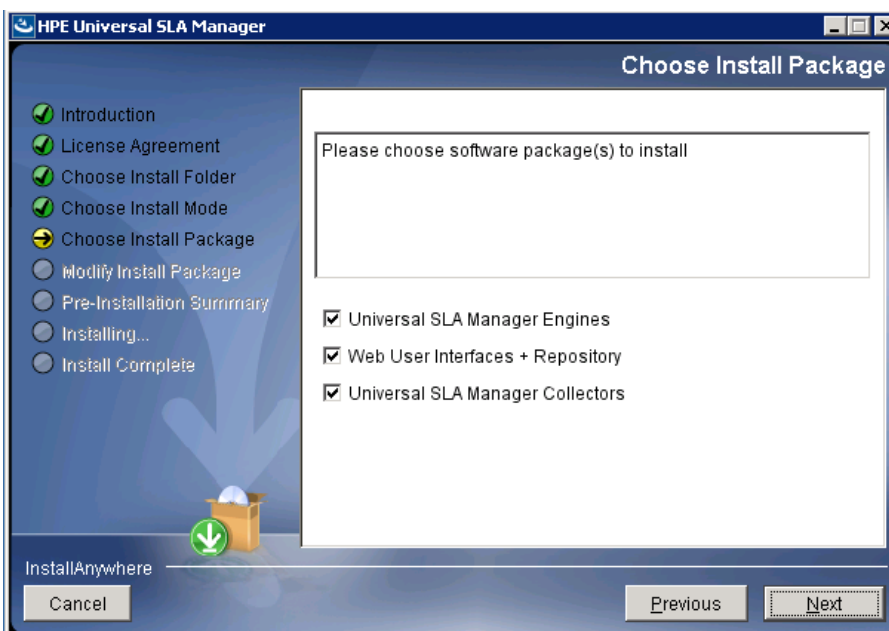 HPE Universal SLA Manager
Choose Install Package
Introduction
License Agreement
Choose Install Folder
Choose Install Mode
Choose Install Package
Modify Install Package
Pre-Installation Summary
Installing...
Install Complete
Please choose software package(s) to install
Universal SLA Manager Engines
Web User Interfaces + Repository
Universal SLA Manager Collectors
InstallAnywhere
Cancel
Previous
Next